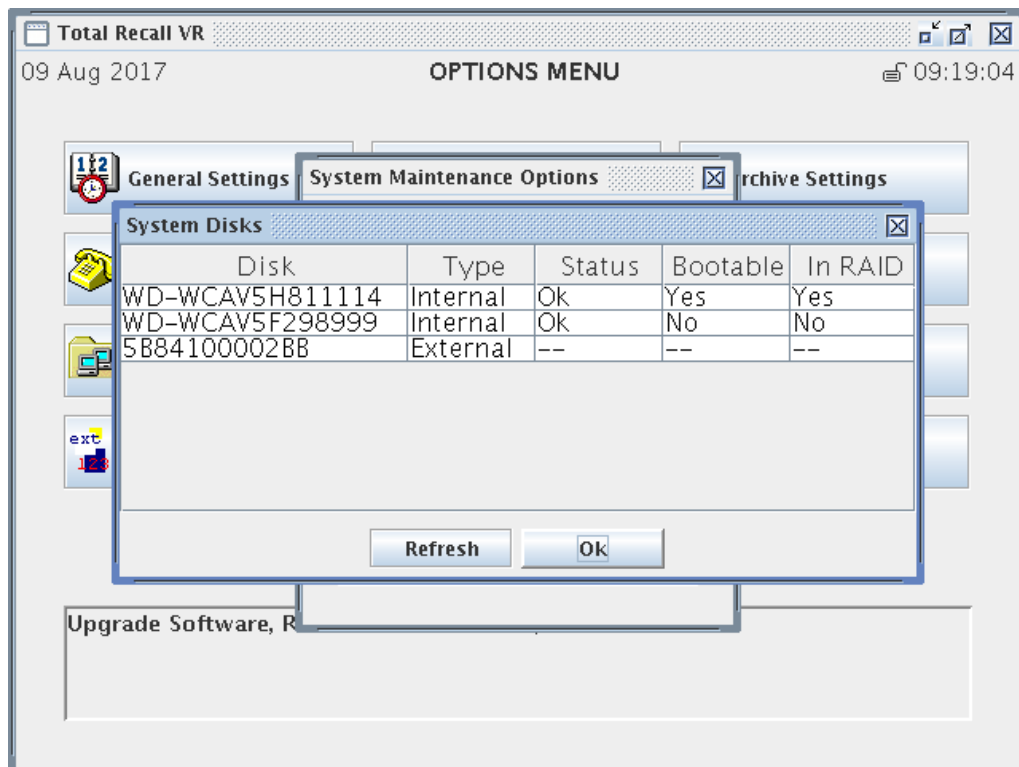 Total Recall VR
09 Aug 2017 OPTIONS MENU 09:19:04
General Settings System Maintenance Options rchive Settings
System Disks
Disk Type Status Bootable In RAID
WD-WCAV5H811114 Internal Ok Yes Yes
WD-WCAV5F298999 Internal Ok No No
5B84100002BB External -- -- --
ext
123
Refresh Ok
Upgrade Software, R